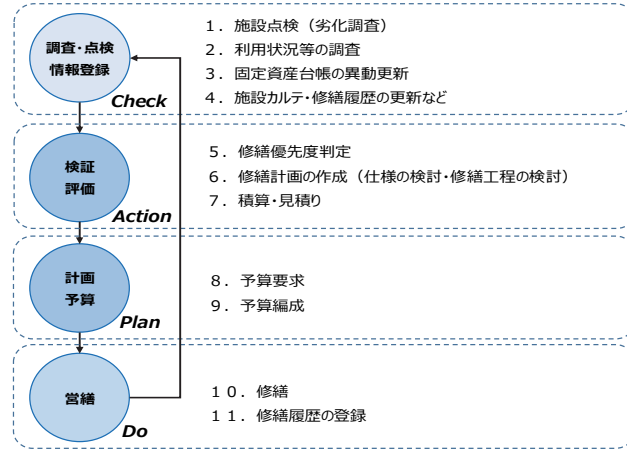 調査・点検
情報登録
Check
1．施設点検（劣化調査）
2．利用状況等の調査
3．固定資産台帳の異動更新
4．施設カルテ・修繕履歴の更新など
検証
評価
Action
5．修繕優先度判定
6．修繕計画の作成（仕様の検討・修繕工程の検討）
7．積算・見積り
計画
予算
Plan
8．予算要求
9．予算編成
営繕
Do
10．修繕
11．修繕履歴の登録